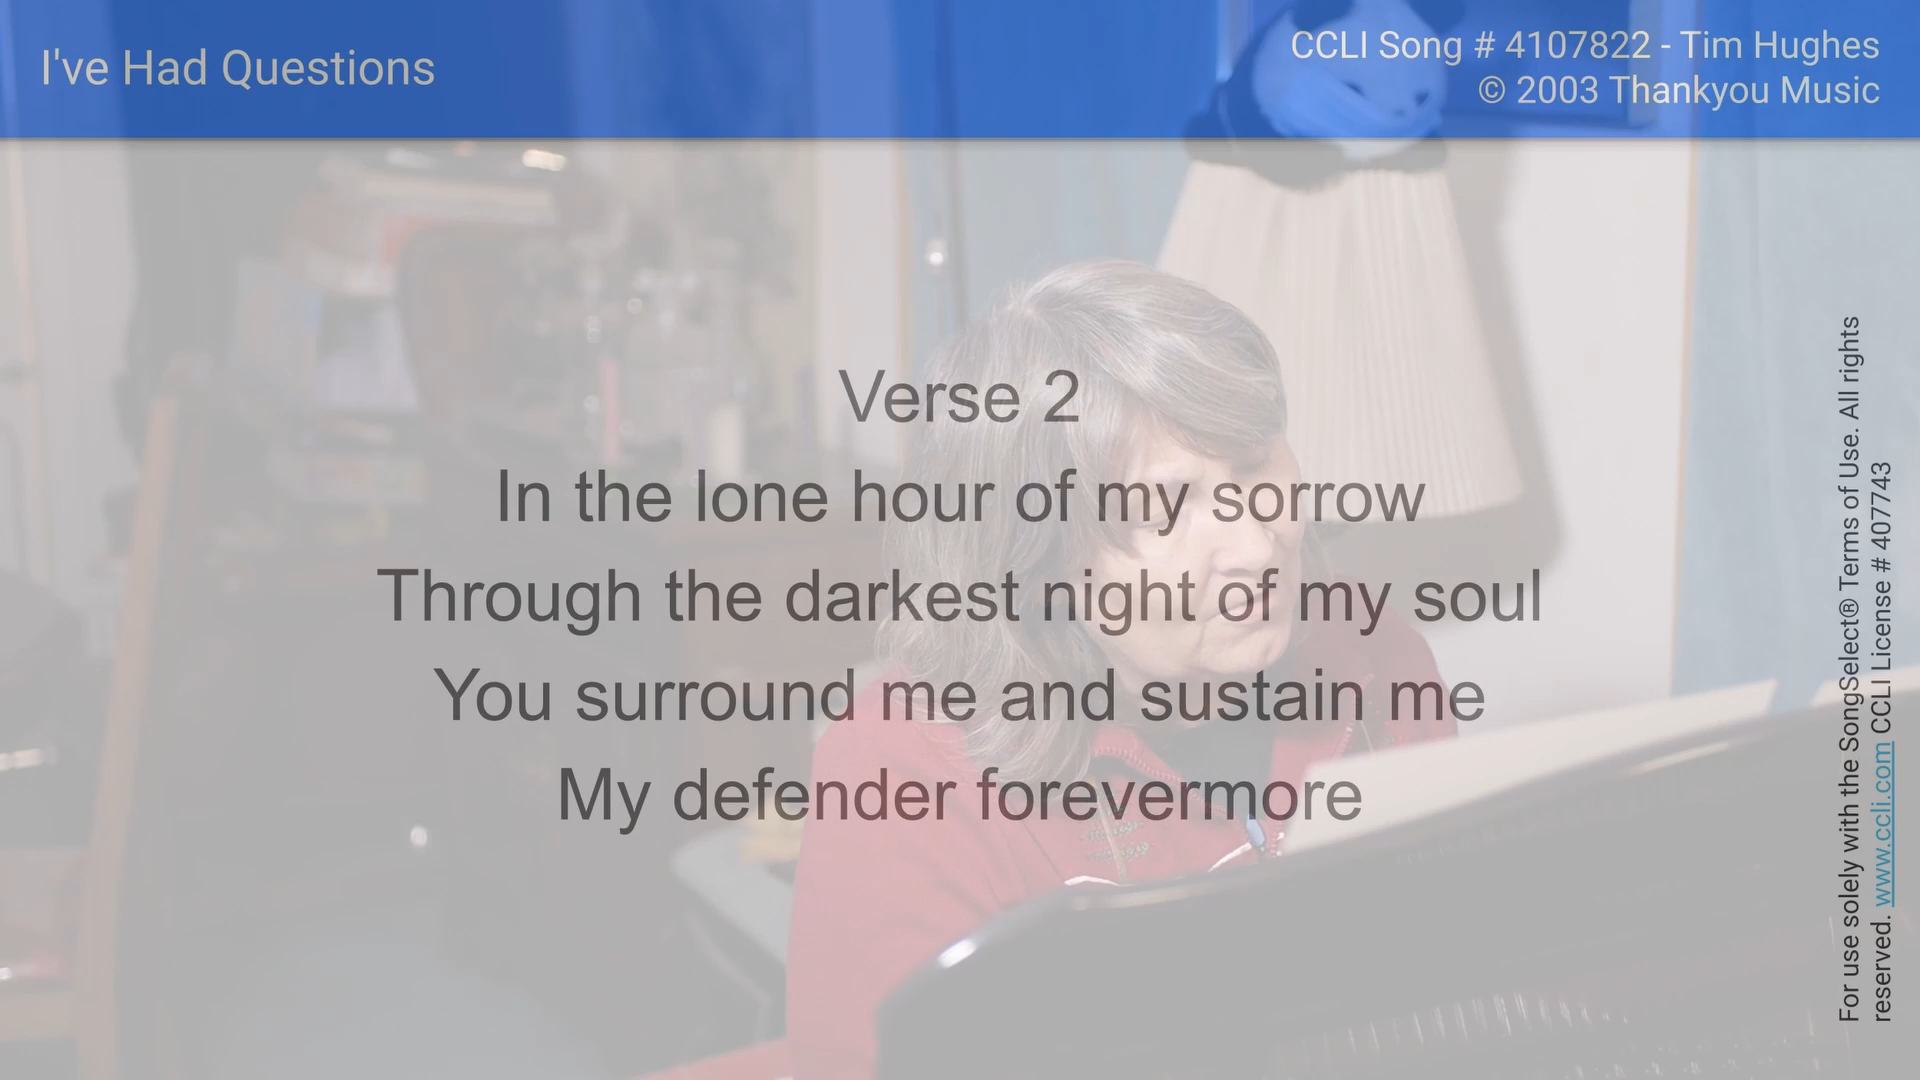 I've Had Questions
CCLI Song # 4107822 - Tim Hughes
© 2003 Thankyou Music
Verse 2
In the lone hour of my sorrow
Through the darkest night of my soul
You surround me and sustain me
My defender forevermore
For use solely with the SongSelect® Terms of Use. All rights
reserved. www.ccli.com CCLI License # 407743